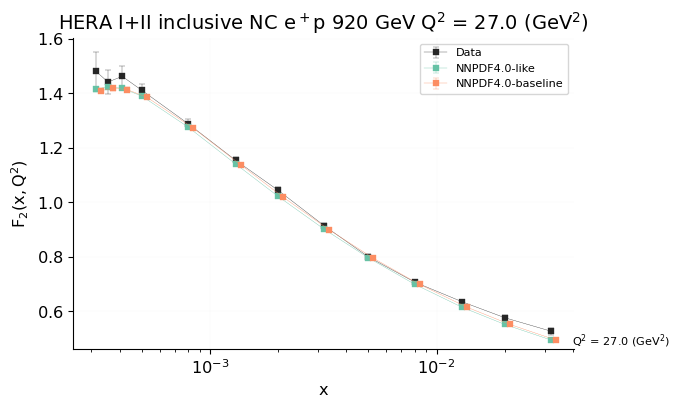 HERA I+II inclusive NC e⁺p 920 GeV Q² = 27.0 (GeV²)
1.6
1.4
1.2
1.0
0.8
0.6
F₂(x, Q²)
Data
NNPDF4.0-like
NNPDF4.0-baseline
Q² = 27.0 (GeV²)
10⁻³
10⁻²
x